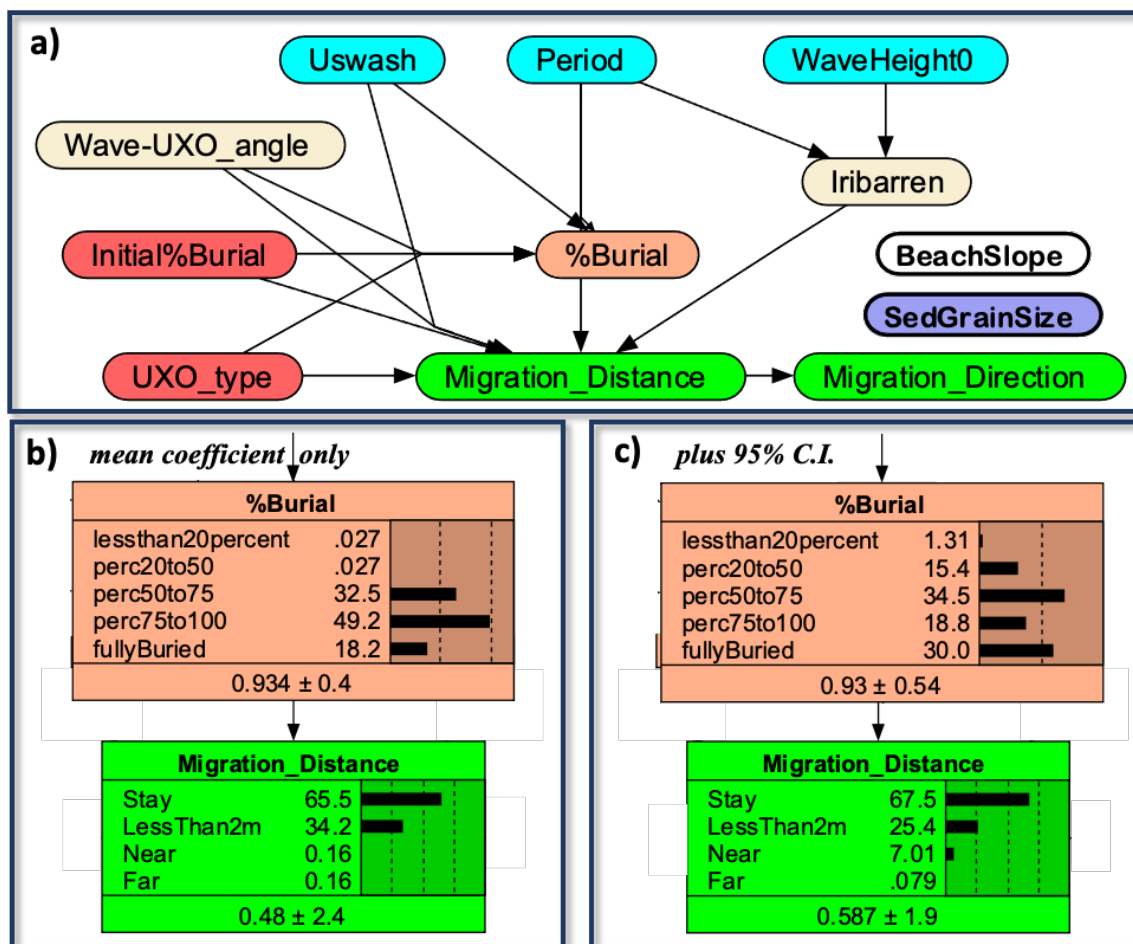 a)
Uswash
Period
WaveHeight0
Wave-UXO_angle
Iribarren
Initial%Burial
%Burial
BeachSlope
SedGrainSize
UXO_type
Migration_Distance
Migration_Direction
b) mean coefficient only
%Burial
lessthan20percent .027
perc20to50 .027
perc50to75 32.5
perc75to100 49.2
fullyBuried 18.2
0.934 ± 0.4
Migration_Distance
Stay 65.5
LessThan2m 34.2
Near 0.16
Far 0.16
0.48 ± 2.4
c) plus 95% C.I.
%Burial
lessthan20percent 1.31
perc20to50 15.4
perc50to75 34.5
perc75to100 18.8
fullyBuried 30.0
0.93 ± 0.54
Migration_Distance
Stay 67.5
LessThan2m 25.4
Near 7.01
Far .079
0.587 ± 1.9